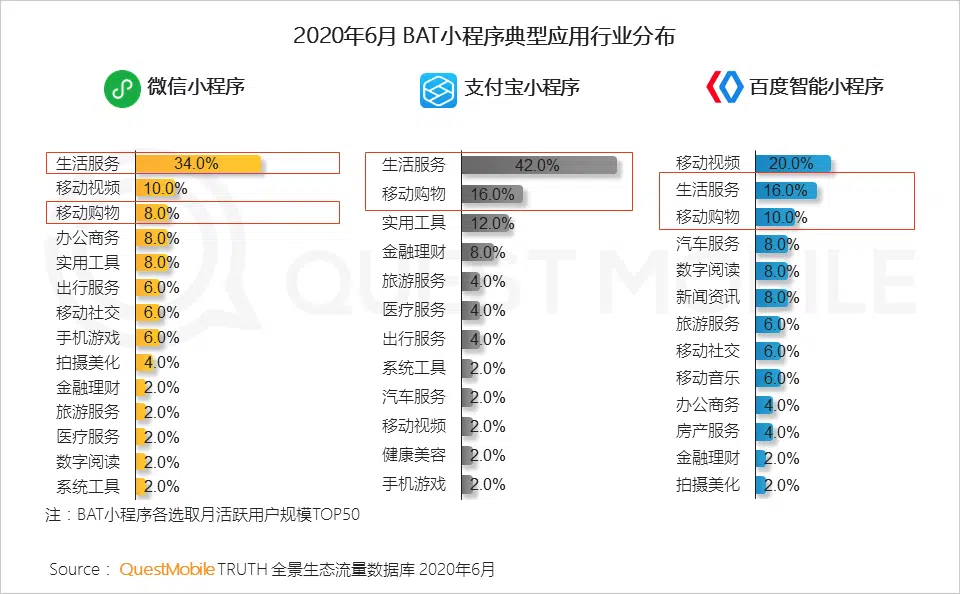 2020年6月 BAT小程序典型应用行业分布
微信小程序
生活服务 34.0%
移动视频 10.0%
移动购物 8.0%
办公商务 8.0%
实用工具 8.0%
出行服务 6.0%
移动社交 6.0%
手机游戏 6.0%
拍摄美化 4.0%
金融理财 2.0%
旅游服务 2.0%
医疗服务 2.0%
数字阅读 2.0%
系统工具 2.0%
支付宝小程序
生活服务 42.0%
移动购物 16.0%
实用工具 12.0%
金融理财 8.0%
旅游服务 4.0%
医疗服务 4.0%
出行服务 4.0%
系统工具 2.0%
汽车服务 2.0%
移动视频 2.0%
健康美容 2.0%
手机游戏 2.0%
百度智能小程序
移动视频 20.0%
生活服务 16.0%
移动购物 10.0%
汽车服务 8.0%
数字阅读 8.0%
新闻资讯 8.0%
旅游服务 6.0%
移动社交 6.0%
移动音乐 6.0%
办公商务 4.0%
房产服务 4.0%
金融理财 2.0%
拍摄美化 2.0%
QUEST MOBILE
注：BAT小程序各选取月活跃用户规模TOP50
Source： QuestMobile TRUTH 全景生态流量数据库 2020年6月